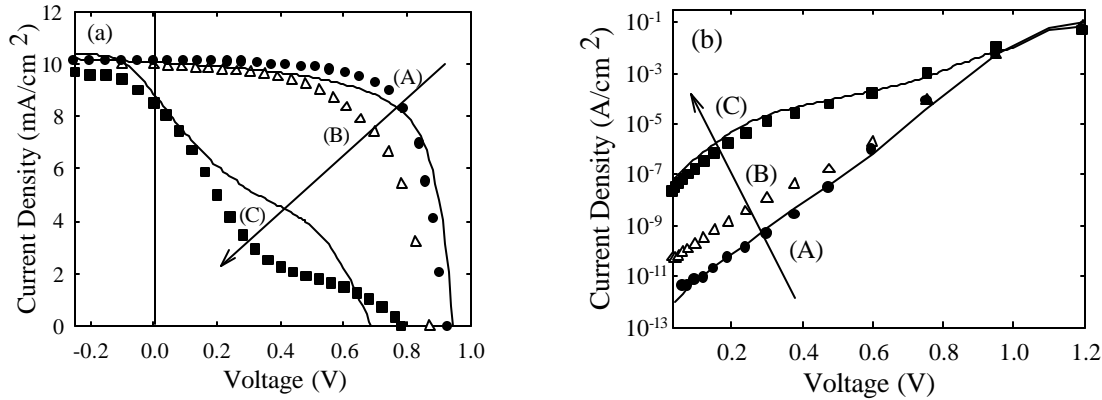 (a)
(A)
(B)
(C)
12
10
8
6
4
2
0
-0.2
0.0
0.2
0.4
0.6
0.8
1.0
Voltage (V)
Current Density (mA/cm 2)
(b)
(C)
(B)
(A)
10-1
10-3
10-5
10-7
10-9
10-11
10-13
0.2
0.4
0.6
0.8
1.0
1.2
Voltage (V)
Current Density (A/cm 2)